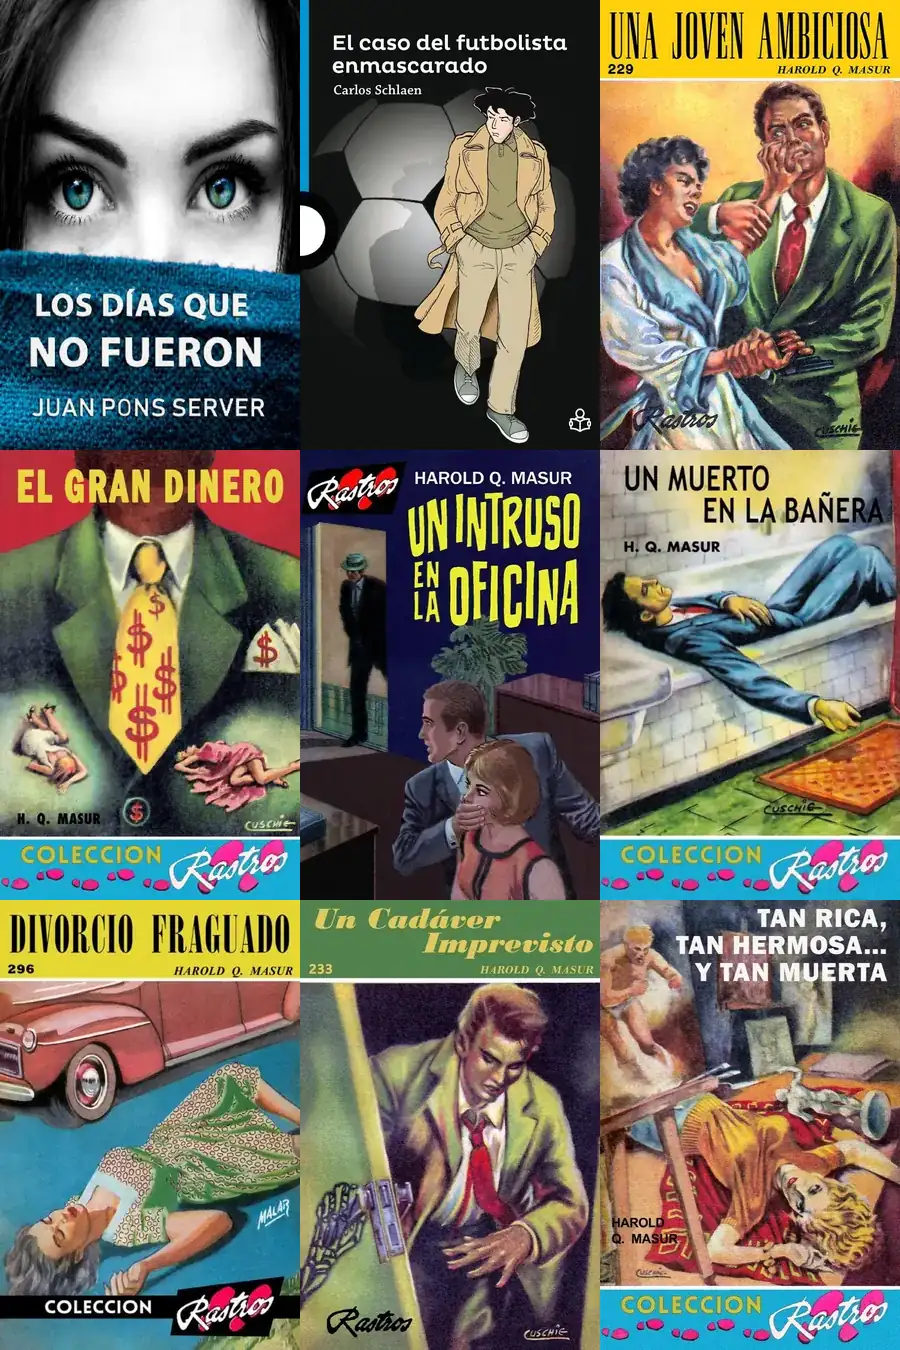 LOS DÍAS QUE
NO FUERON
JUAN PONS SERVER
El caso del futbolista
enmascarado
Carlos Schlaen
UNA JOVEN AMBICIOSA
229
HAROLD Q. MASUR
Rastros
CUSCHIE
EL GRAN DINERO
$
$
$
$
$
$
$
H. Q. MASUR
CUSCHIE
COLECCION
Rastros
Rastros
HAROLD Q. MASUR
UN INTRUSO
EN
LA OFICINA
UN MUERTO
EN LA BAÑERA
H. Q. MASUR
CUSCHIE
COLECCION
Rastros
DIVORCIO FRAGUADO
296
HAROLD Q. MASUR
MALAR
COLECCION
Rastros
Un Cadáver
Imprevisto
233
HAROLD Q. MASUR
Rastros
CUSCHIE
TAN RICA,
TAN HERMOSA...
Y TAN MUERTA
HAROLD
Q. MASUR
CUSCHIE
COLECCION
Rastros